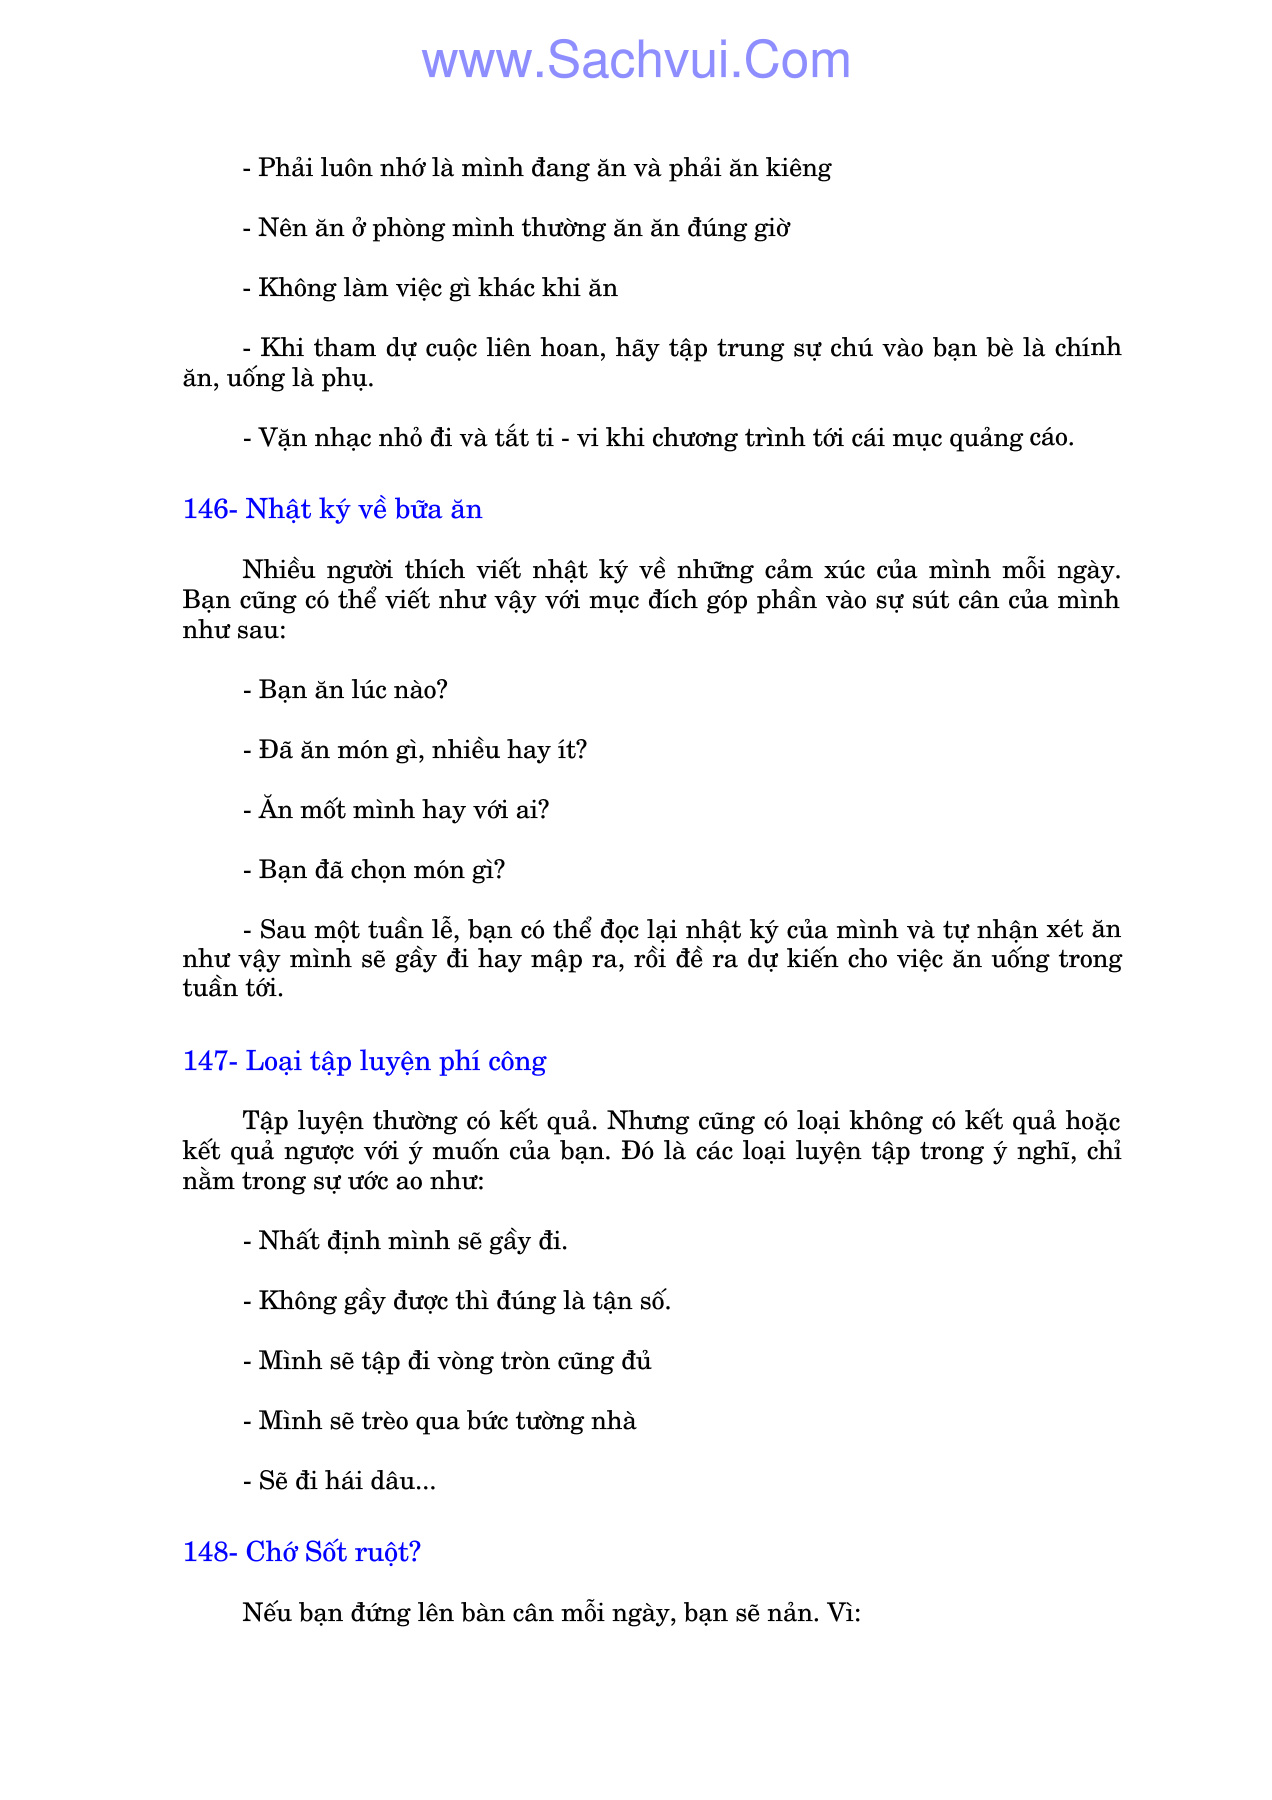 www.Sachvui.Com
- Phải luôn nhớ là mình đang ăn và phải ăn kiêng
- Nên ăn ở phòng mình thường ăn ăn đúng giờ
- Không làm việc gì khác khi ăn
- Khi tham dự cuộc liên hoan, hãy tập trung sự chú vào bạn bè là chính
ăn, uống là phụ.
- Vặn nhạc nhỏ đi và tắt ti - vi khi chương trình tới cái mục quảng cáo.
146- Nhật ký về bữa ăn
Nhiều người thích viết nhật ký về những cảm xúc của mình mỗi ngày.
Bạn cũng có thể viết như vậy với mục đích góp phần vào sự sút cân của mình
như sau:
- Bạn ăn lúc nào?
- Đã ăn món gì, nhiều hay ít?
- Ăn mốt mình hay với ai?
- Bạn đã chọn món gì?
- Sau một tuần lễ, bạn có thể đọc lại nhật ký của mình và tự nhận xét ăn
như vậy mình sẽ gầy đi hay mập ra, rồi đề ra dự kiến cho việc ăn uống trong
tuần tới.
147- Loại tập luyện phí công
Tập luyện thường có kết quả. Nhưng cũng có loại không có kết quả hoặc
kết quả ngược với ý muốn của bạn. Đó là các loại luyện tập trong ý nghĩ, chỉ
nằm trong sự ước ao như:
- Nhất định mình sẽ gầy đi.
- Không gầy được thì đúng là tận số.
- Mình sẽ tập đi vòng tròn cũng đủ
- Mình sẽ trèo qua bức tường nhà
- Sẽ đi hái dâu...
148- Chớ Sốt ruột?
Nếu bạn đứng lên bàn cân mỗi ngày, bạn sẽ nản. Vì: